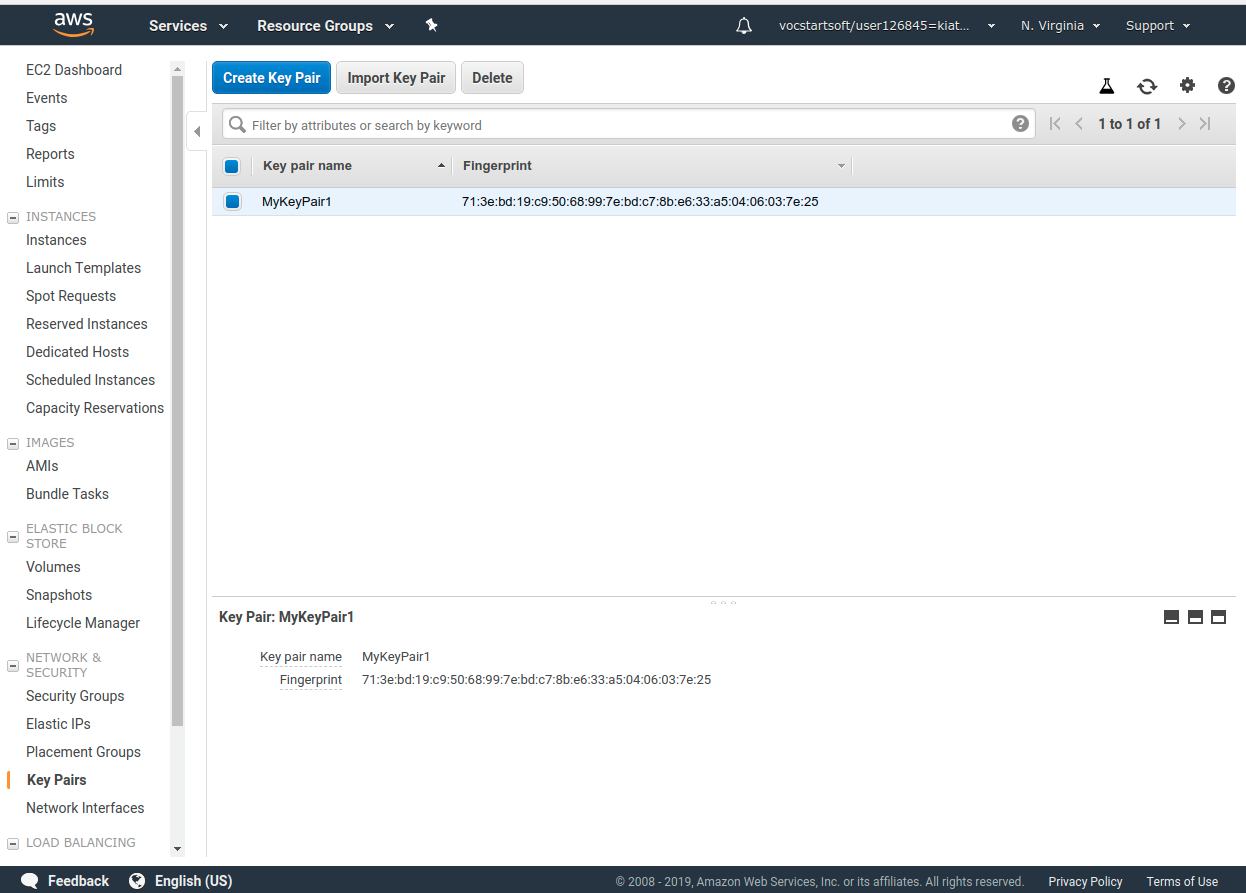 aws Services Resource Groups vocstartsoft/user126845=kiat... N. Virginia Support
EC2 Dashboard
Events
Tags
Reports
Limits
INSTANCES
Instances
Launch Templates
Spot Requests
Reserved Instances
Dedicated Hosts
Scheduled Instances
Capacity Reservations
IMAGES
AMIs
Bundle Tasks
ELASTIC BLOCK
STORE
Volumes
Snapshots
Lifecycle Manager
NETWORK &
SECURITY
Security Groups
Elastic IPs
Placement Groups
Key Pairs
Network Interfaces
LOAD BALANCING
Create Key Pair Import Key Pair Delete
Filter by attributes or search by keyword 1 to 1 of 1
Key pair name Fingerprint
MyKeyPair1 71:3e:bd:19:c9:50:68:99:7e:bd:c7:8b:e6:33:a5:04:06:03:7e:25
Key Pair: MyKeyPair1
Key pair name MyKeyPair1
Fingerprint 71:3e:bd:19:c9:50:68:99:7e:bd:c7:8b:e6:33:a5:04:06:03:7e:25
Feedback English (US) © 2008 - 2019, Amazon Web Services, Inc. or its affiliates. All rights reserved. Privacy Policy Terms of Use